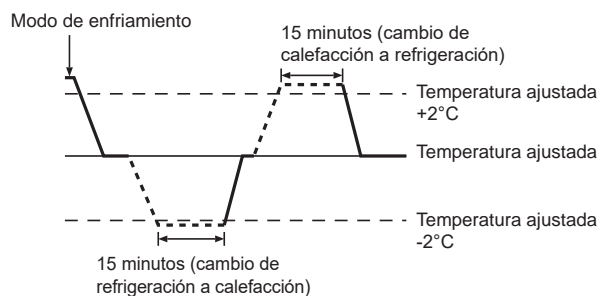 Modo de enfriamiento
15 minutos (cambio de
calefacción a refrigeración)
Temperatura ajustada
+2°C
Temperatura ajustada
Temperatura ajustada
-2°C
15 minutos (cambio de
refrigeración a calefacción)